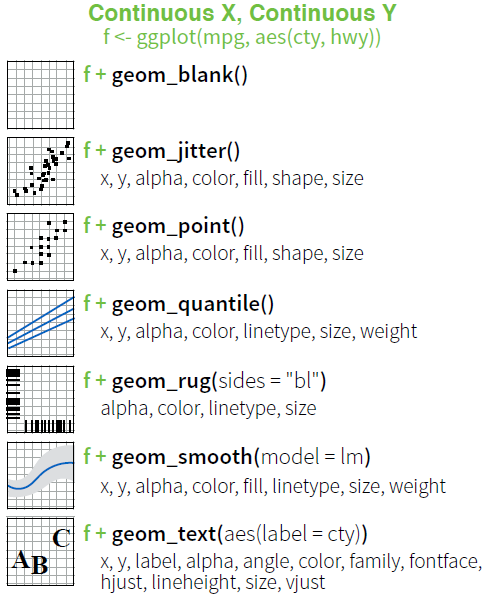 Continuous X, Continuous Y
f <- ggplot(mpg, aes(cty, hwy))
f + geom_blank()
f + geom_jitter()
x, y, alpha, color, fill, shape, size
f + geom_point()
x, y, alpha, color, fill, shape, size
f + geom_quantile()
x, y, alpha, color, linetype, size, weight
f + geom_rug(sides = "bl")
alpha, color, linetype, size
f + geom_smooth(model = lm)
x, y, alpha, color, fill, linetype, size, weight
C
AB
f + geom_text(aes(label = cty))
x, y, label, alpha, angle, color, family, fontface,
hjust, lineheight, size, vjust